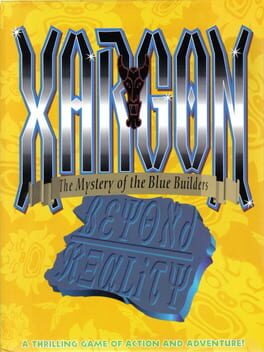 XARGON
The Mystery of the Blue Builders
BEYOND
REALITY
A THRILLING GAME OF ACTION AND ADVENTURE!